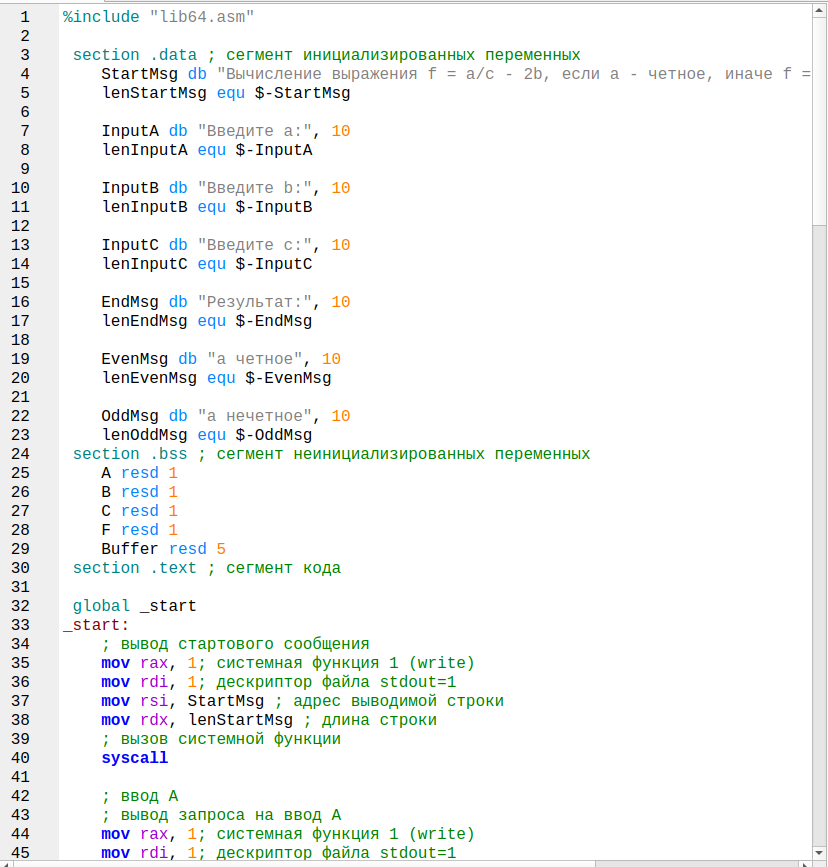 1 %include "lib64.asm"
2
3 section .data ; сегмент инициализированных переменных
4 StartMsg db "Вычисление выражения f = a/c - 2b, если a - четное, иначе f =
5 lenStartMsg equ $-StartMsg
6
7 InputA db "Введите a:", 10
8 lenInputA equ $-InputA
9
10 InputB db "Введите b:", 10
11 lenInputB equ $-InputB
12
13 InputC db "Введите c:", 10
14 lenInputC equ $-InputC
15
16 EndMsg db "Результат:", 10
17 lenEndMsg equ $-EndMsg
18
19 EvenMsg db "a четное", 10
20 lenEvenMsg equ $-EvenMsg
21
22 OddMsg db "a нечетное", 10
23 lenOddMsg equ $-OddMsg
24 section .bss ; сегмент неинициализированных переменных
25 A resd 1
26 B resd 1
27 C resd 1
28 F resd 1
29 Buffer resd 5
30 section .text ; сегмент кода
31
32 global _start
33 _start:
34 ; вывод стартового сообщения
35 mov rax, 1; системная функция 1 (write)
36 mov rdi, 1; дескриптор файла stdout=1
37 mov rsi, StartMsg ; адрес выводимой строки
38 mov rdx, lenStartMsg ; длина строки
39 ; вызов системной функции
40 syscall
41
42 ; ввод A
43 ; вывод запроса на ввод A
44 mov rax, 1; системная функция 1 (write)
45 mov rdi, 1; дескриптор файла stdout=1